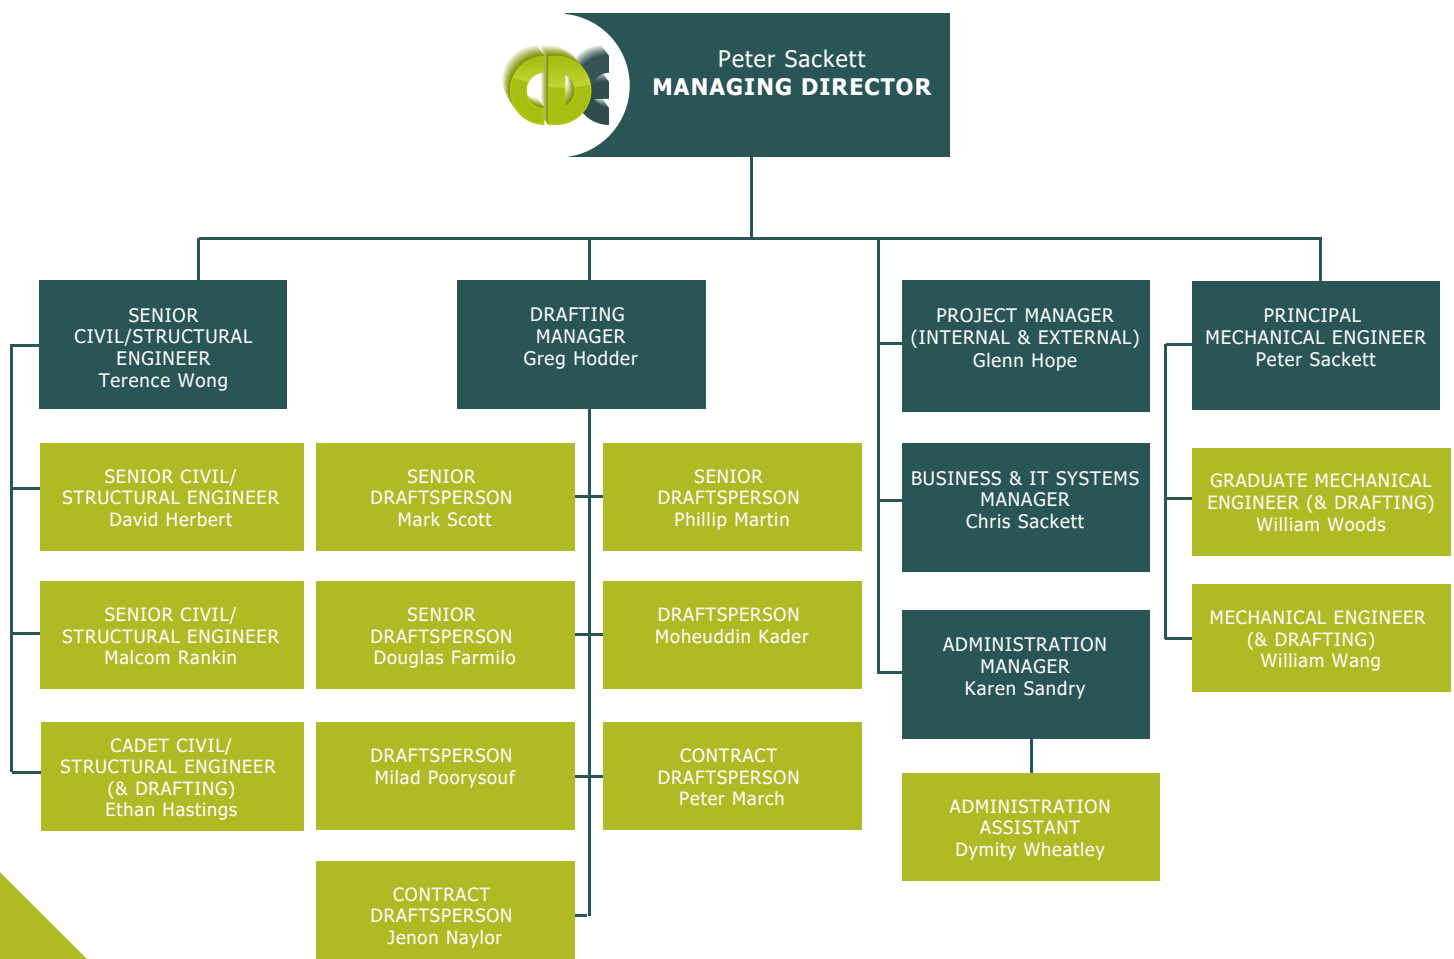 CDE
Peter Sackett
MANAGING DIRECTOR
SENIOR
CIVIL/STRUCTURAL
ENGINEER
Terence Wong
DRAFTING
MANAGER
Greg Hodder
PROJECT MANAGER
(INTERNAL & EXTERNAL)
Glenn Hope
PRINCIPAL
MECHANICAL ENGINEER
Peter Sackett
SENIOR CIVIL/
STRUCTURAL ENGINEER
David Herbert
SENIOR
DRAFTSPERSON
Mark Scott
SENIOR
DRAFTSPERSON
Phillip Martin
BUSINESS & IT SYSTEMS
MANAGER
Chris Sackett
GRADUATE MECHANICAL
ENGINEER (& DRAFTING)
William Woods
SENIOR CIVIL/
STRUCTURAL ENGINEER
Malcom Rankin
SENIOR
DRAFTSPERSON
Douglas Farmilo
DRAFTSPERSON
Moheuddin Kader
ADMINISTRATION
MANAGER
Karen Sandry
MECHANICAL ENGINEER
(& DRAFTING)
William Wang
CADET CIVIL/
STRUCTURAL ENGINEER
(& DRAFTING)
Ethan Hastings
DRAFTSPERSON
Milad Poorysouf
CONTRACT
DRAFTSPERSON
Peter March
ADMINISTRATION
ASSISTANT
Dymity Wheatley
CONTRACT
DRAFTSPERSON
Jenon Naylor